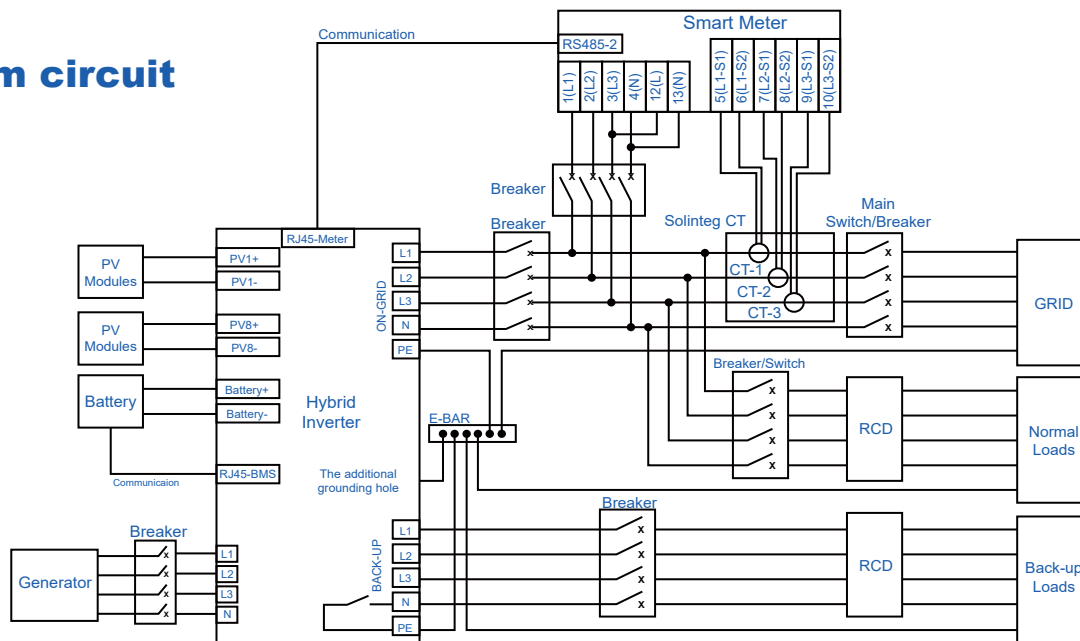 m circuit
Communication
Smart Meter
RS485-2
1(L1)
2(L2)
3(L3)
4(N)
12(L)
13(N)
5(L1-S1)
6(L1-S2)
7(L2-S1)
8(L2-S2)
9(L3-S1)
10(L3-S2)
Breaker
Breaker
Solinteg CT
Main
Switch/Breaker
RJ45-Meter
PV
Modules
PV1+
PV1-
PV
Modules
PV8+
PV8-
Battery
Battery+
Battery-
Hybrid
Inverter
RJ45-BMS
Communicaion
The additional
grounding hole
ON-GRID
L1
L2
L3
N
PE
CT-1
CT-2
CT-3
GRID
Breaker/Switch
RCD
Normal
Loads
E-BAR
Breaker
Generator
L1
L2
L3
N
BACK-UP
L1
L2
L3
N
PE
Breaker
RCD
Back-up
Loads